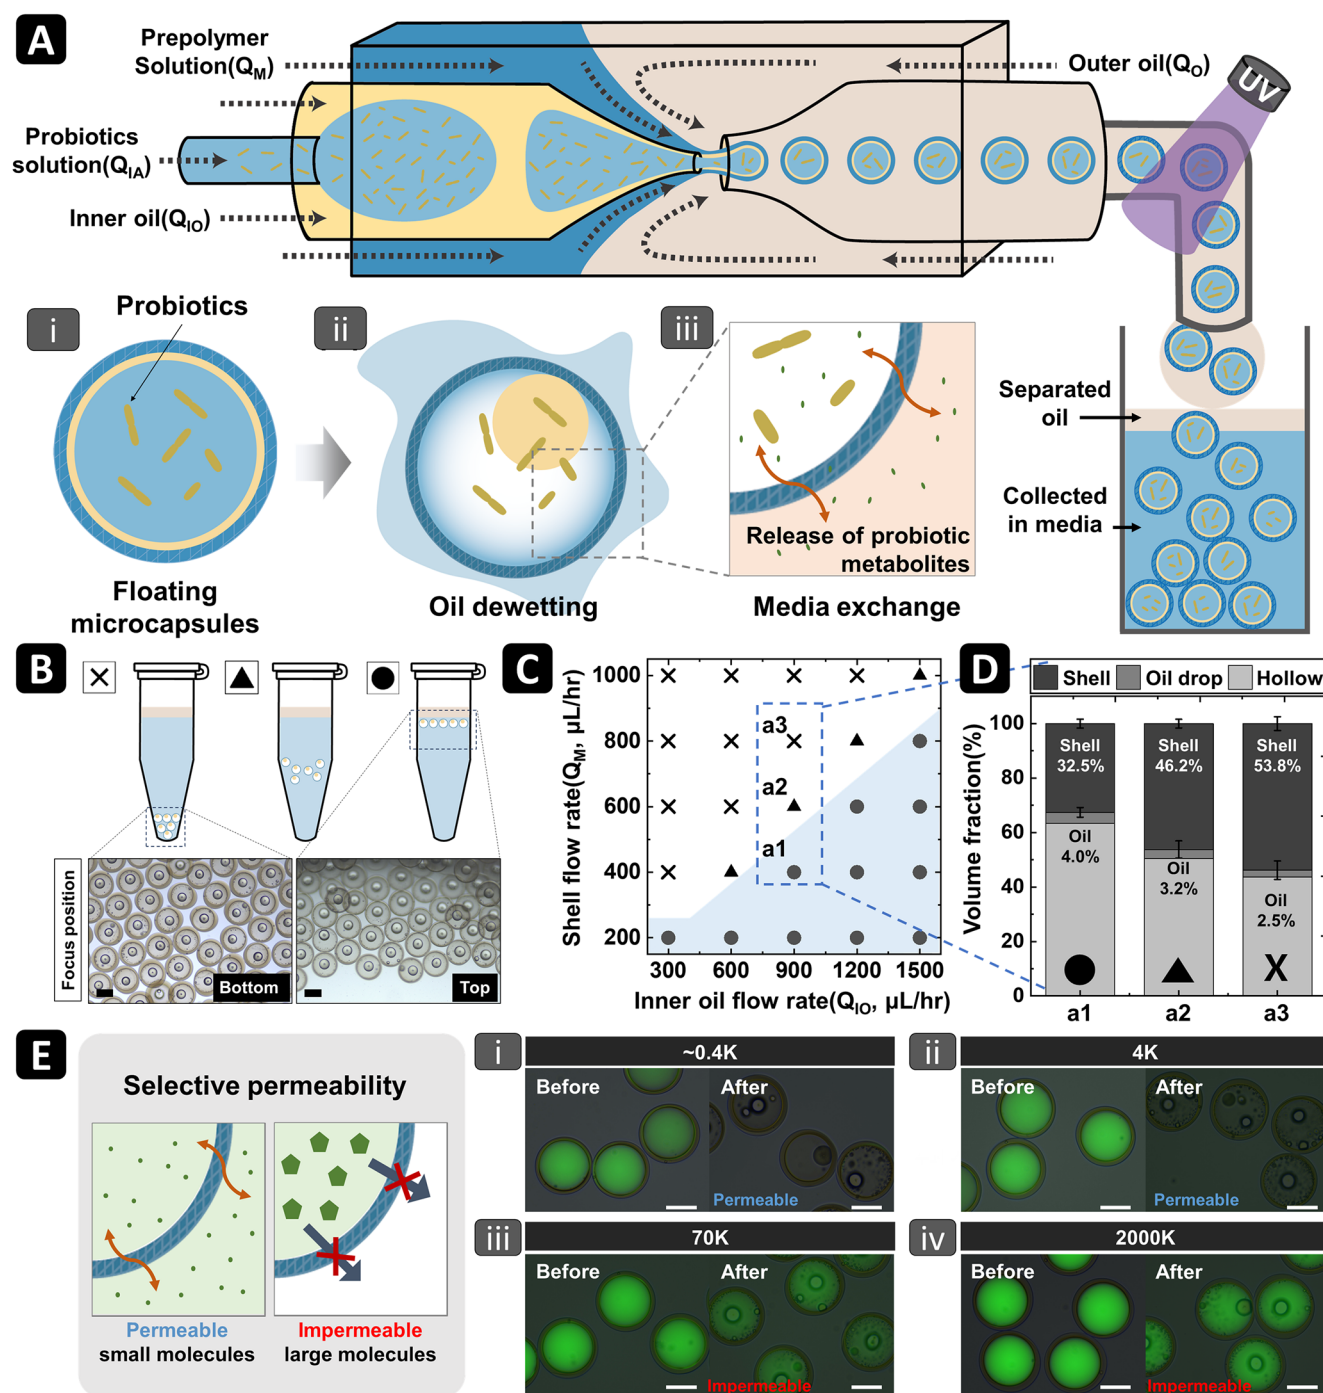 A
Prepolymer
Solution(Q_M)
Probiotics
solution(Q_IA)
Inner oil(Q_IO)
Outer oil(Q_O)
UV
i
Probiotics
Floating
microcapsules
ii
Oil dewetting
iii
Release of probiotic
metabolites
Media exchange
Separated
oil
Collected
in media
B
Focus position
Bottom
Top
C
Shell flow rate(Q_M, µL/hr)
1000
800
600
400
200
a3
a2
a1
300 600 900 1200 1500
Inner oil flow rate(Q_IO, µL/hr)
D
Shell Oil drop Hollow
Volume fraction(%)
100
80
60
40
20
0
Shell
32.5%
Oil
4.0%
Shell
46.2%
Oil
3.2%
Shell
53.8%
Oil
2.5%
X
a1 a2 a3
E
Selective permeability
Permeable
small molecules
Impermeable
large molecules
i
~0.4K
Before
After
Permeable
ii
4K
Before
After
Permeable
iii
70K
Before
After
Impermeable
iv
2000K
Before
After
Impermeable